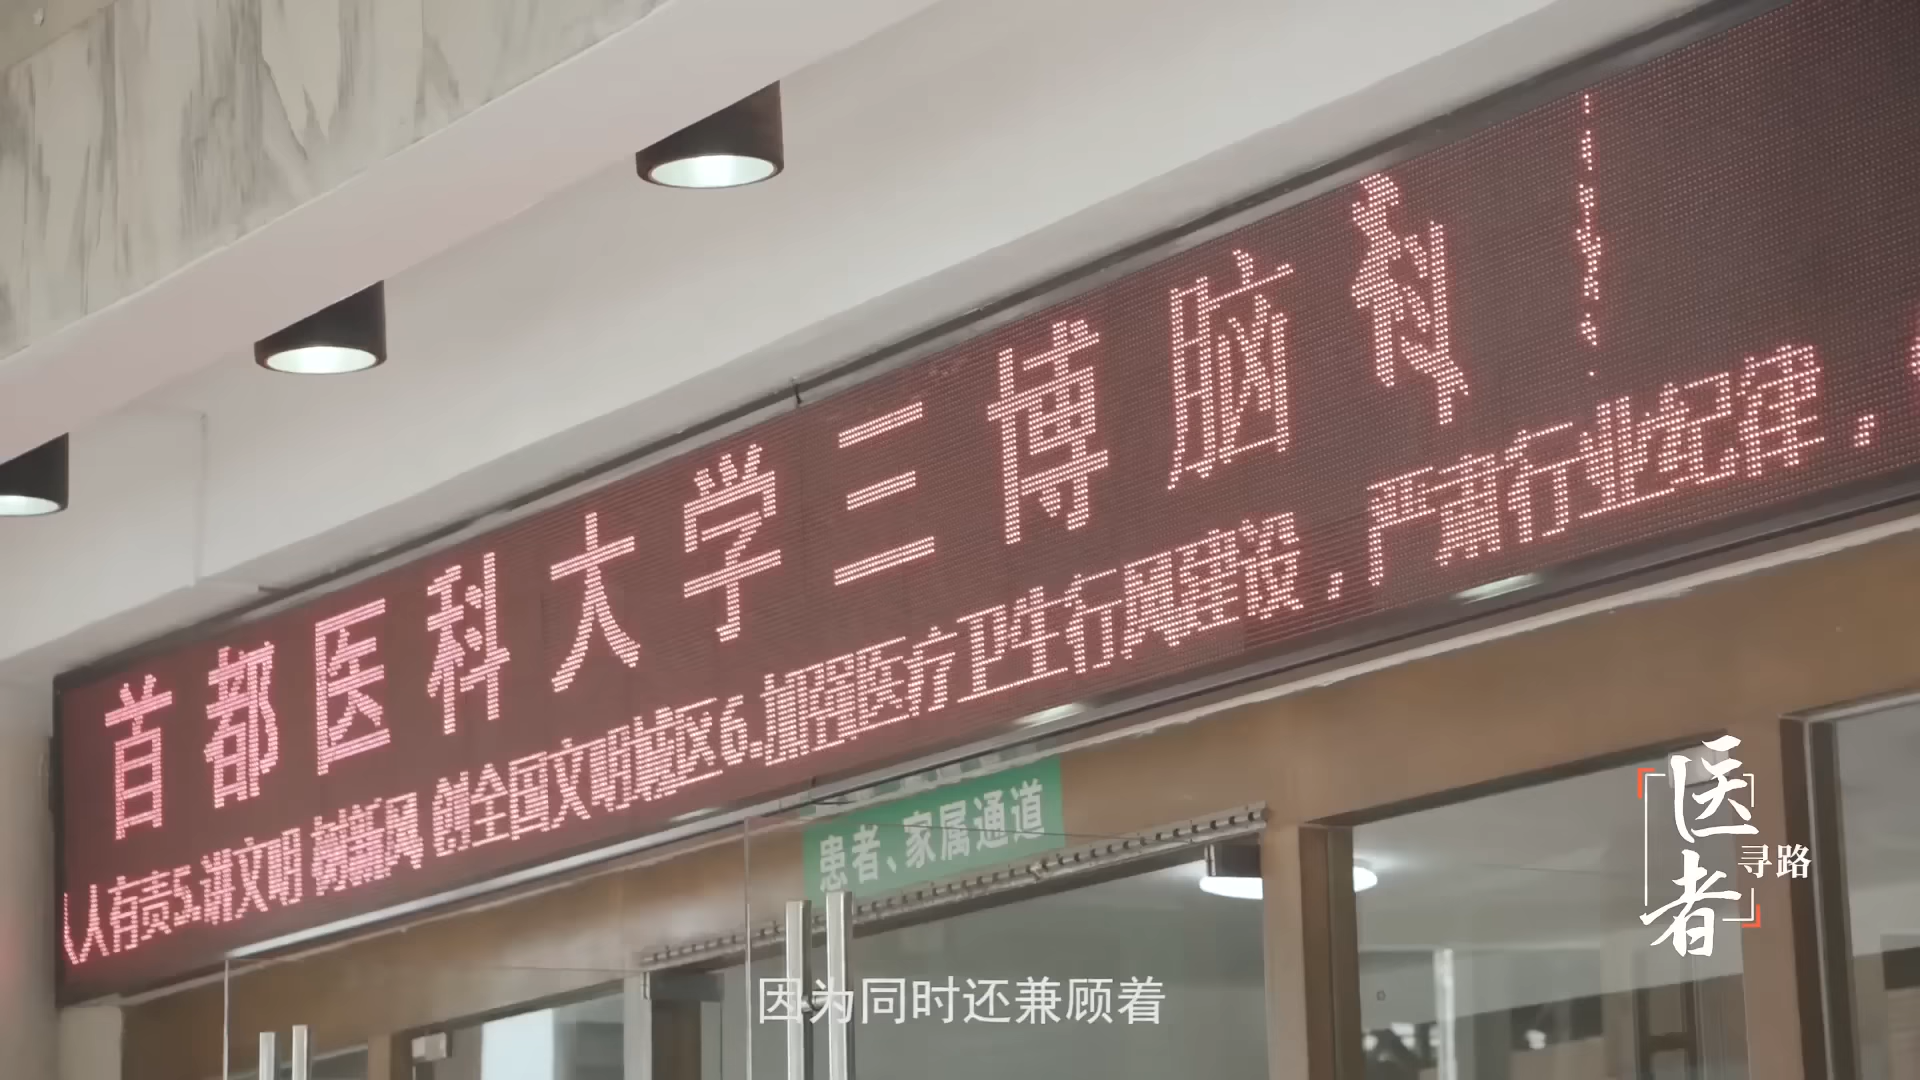 首都医科大学三博脑科
人人有责5.讲文明 树新风 创全国文明城区6.加强医疗卫生行风建设，严肃行业纪律，
患者、家属通道
医者
寻路
因为同时还兼顾着